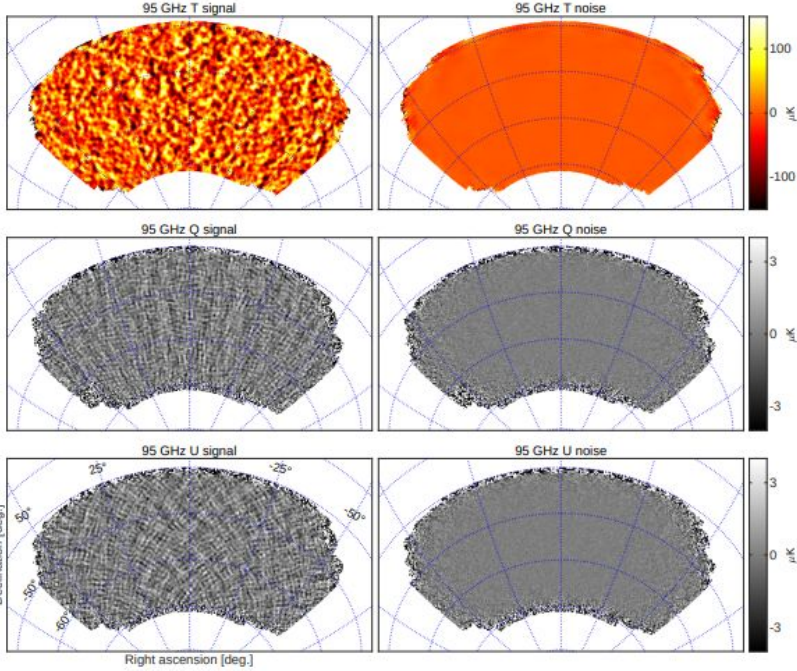 95 GHz T signal
95 GHz T noise
100
0
-100
μK
95 GHz Q signal
95 GHz Q noise
3
0
-3
μK
95 GHz U signal
95 GHz U noise
25°
-25°
50°
-50°
-50°
-60°
3
0
-3
μK
[deg.]
Right ascension [deg.]